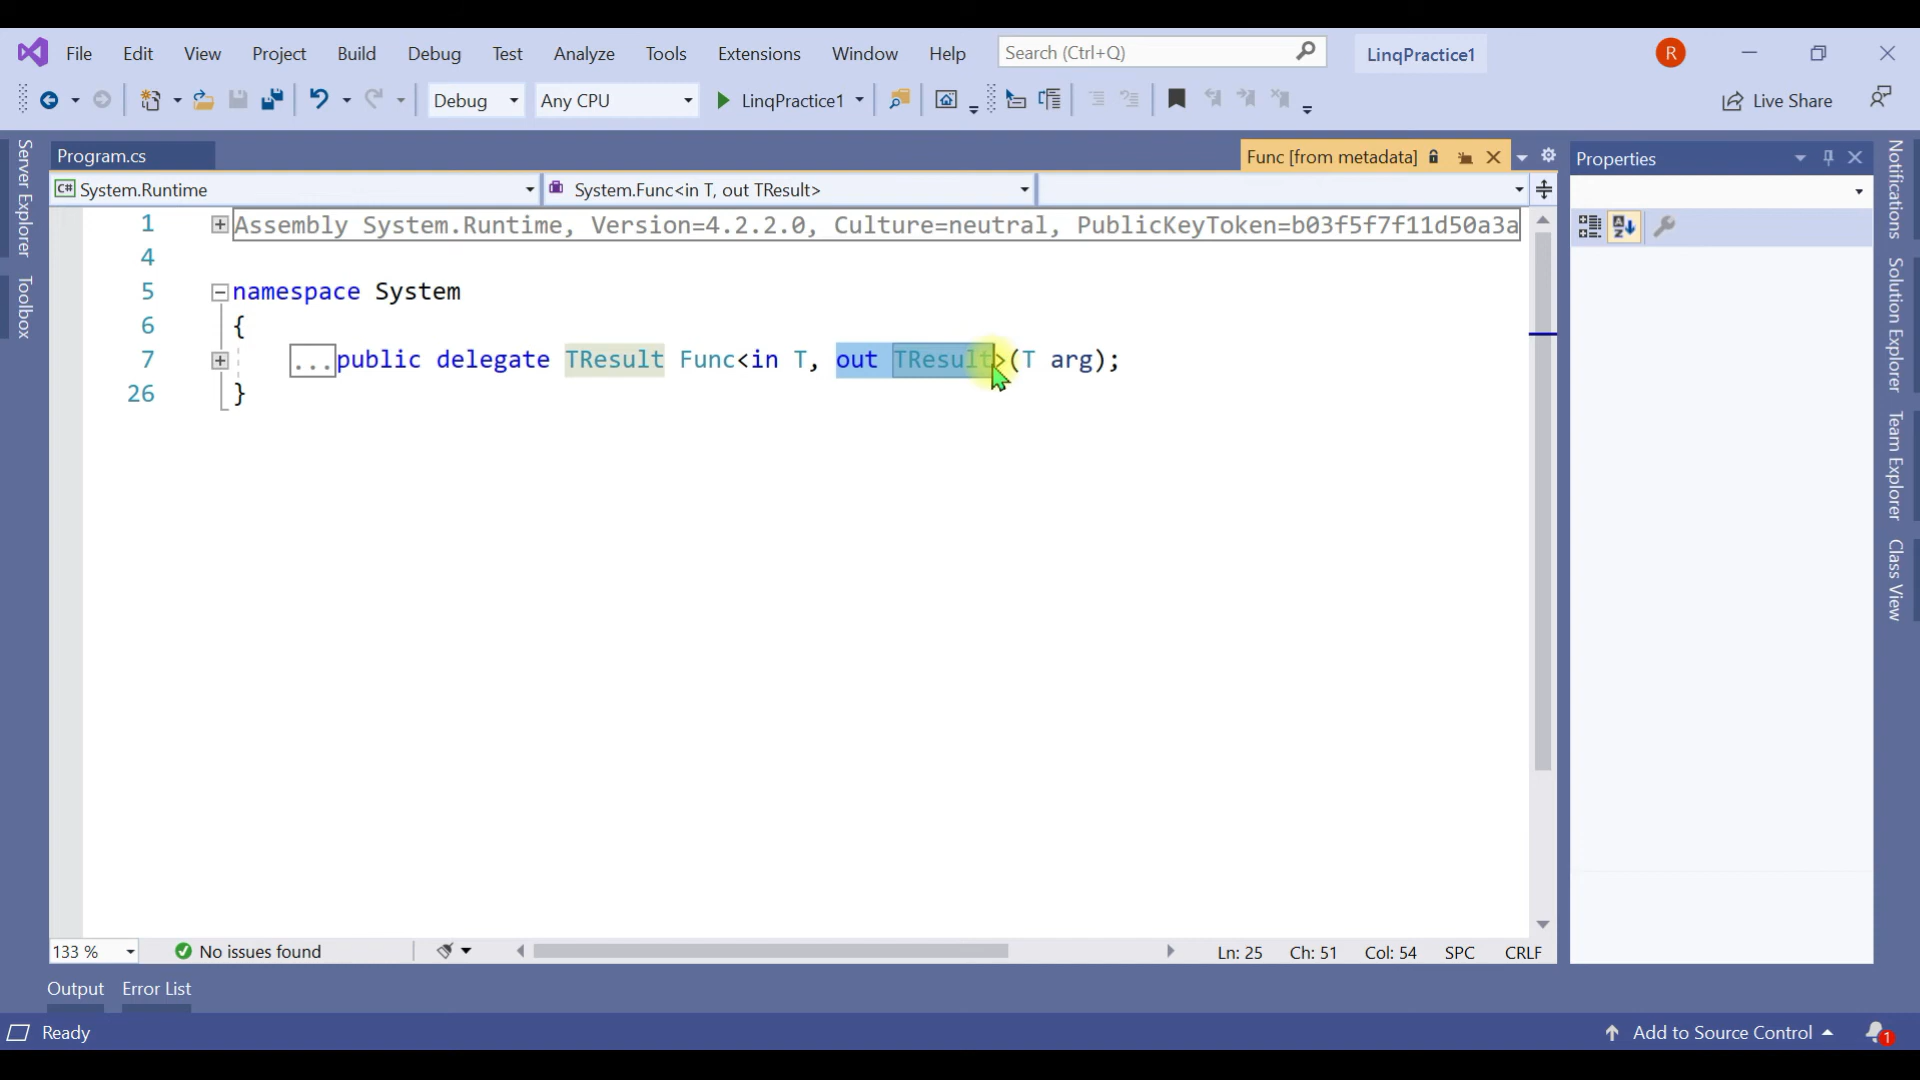 File Edit View Project Build Debug Test Analyze Tools Extensions Window Help Search (Ctrl+Q) LinqPractice1 R
Debug Any CPU LinqPractice1 Live Share
Server Explorer
Toolbox
Program.cs Func [from metadata]
C# System.Runtime System.Func<in T, out TResult>
1 Assembly System.Runtime, Version=4.2.2.0, Culture=neutral, PublicKeyToken=b03f5f7f11d50a3a
4
5 namespace System
6 {
7 ...public delegate TResult Func<in T, out TResult>(T arg);
26 }
Properties
Notifications
Solution Explorer
Team Explorer
Class View
133 % No issues found Ln: 25 Ch: 51 Col: 54 SPC CRLF
Output Error List
Ready Add to Source Control 1